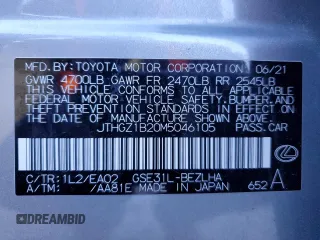 MFD.BY:TOYOTA MOTOR CORPORATION 06/21
GVWR 4700LB GAWR FR 2470LB RR 2545LB
THIS VEHICLE CONFORMS TO ALL APPLICABLE
FEDERAL MOTOR VEHICLE SAFETY, BUMPER, AND
THEFT PREVENTION STANDARDS IN EFFECT ON
THE DATE OF MANUFACTURE SHOWN ABOVE.
JTHGZ1B20M5046105 PASS.CAR
C/TR:1L2/EA02 GSE31L-BEZLHA
A/TM: /AA81E MADE IN JAPAN 652 A
© DREAMBID DREAMBID.COM